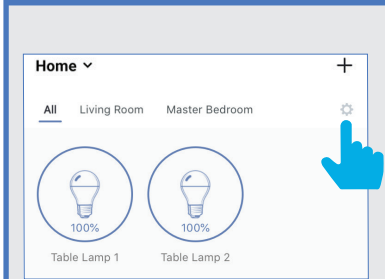 Home
All Living Room Master Bedroom
100% 100%
Table Lamp 1 Table Lamp 2